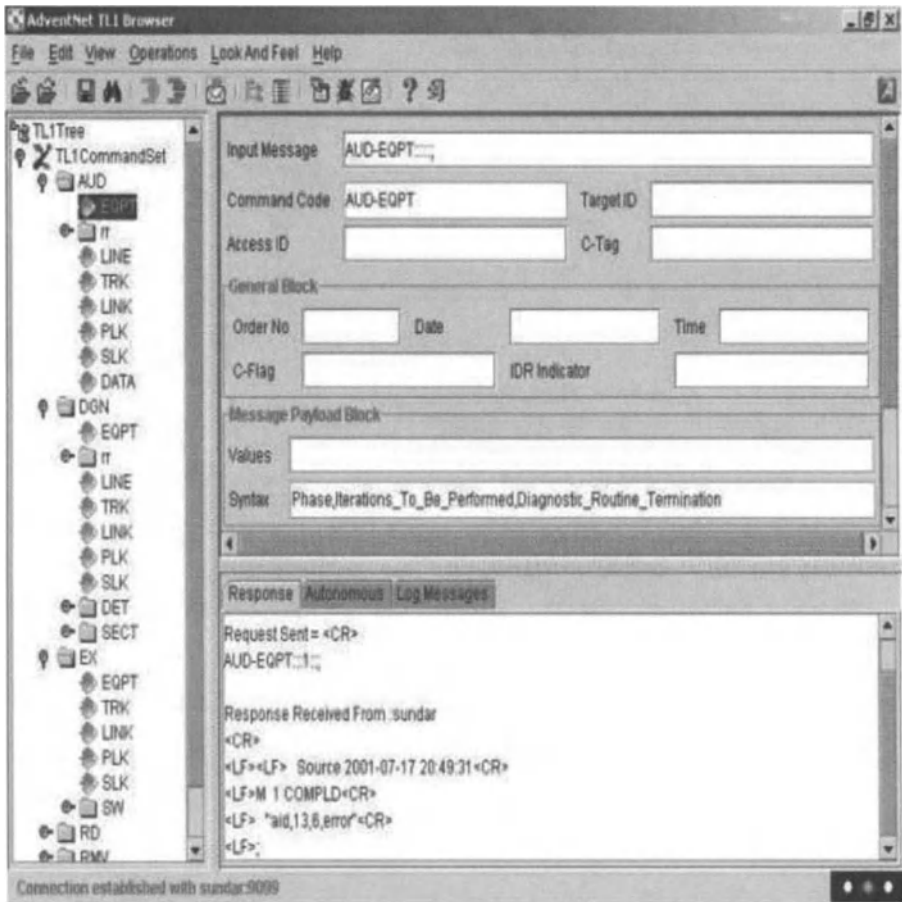 AdventNet TL1 Browser
File Edit View Operations Look And Feel Help
TL1Tree
TL1CommandSet
AUD
EQPT
rr
LINE
TRK
LINK
PLK
SLK
DATA
DGN
EQPT
rr
LINE
TRK
LINK
PLK
SLK
DET
SECT
EX
EQPT
TRK
LINK
PLK
SLK
SW
RD
RMV
Input Message AUD-EQPT:::::;
Command Code AUD-EQPT Target ID
Access ID C-Tag
General Block
Order No Date Time
C-Flag IDR Indicator
Message Payload Block
Values
Syntax Phase,Iterations_To_Be_Performed,Diagnostic_Routine_Termination
Response Autonomous Log Messages
Request Sent = <CR>
AUD-EQPT:::1::;
Response Received From :sundar
<CR>
<LF><LF> Source 2001-07-17 20:49:31<CR>
<LF>M 1 COMPLD<CR>
<LF> "aid,13,6,error"<CR>
<LF>;
Connection established with sundar:9099